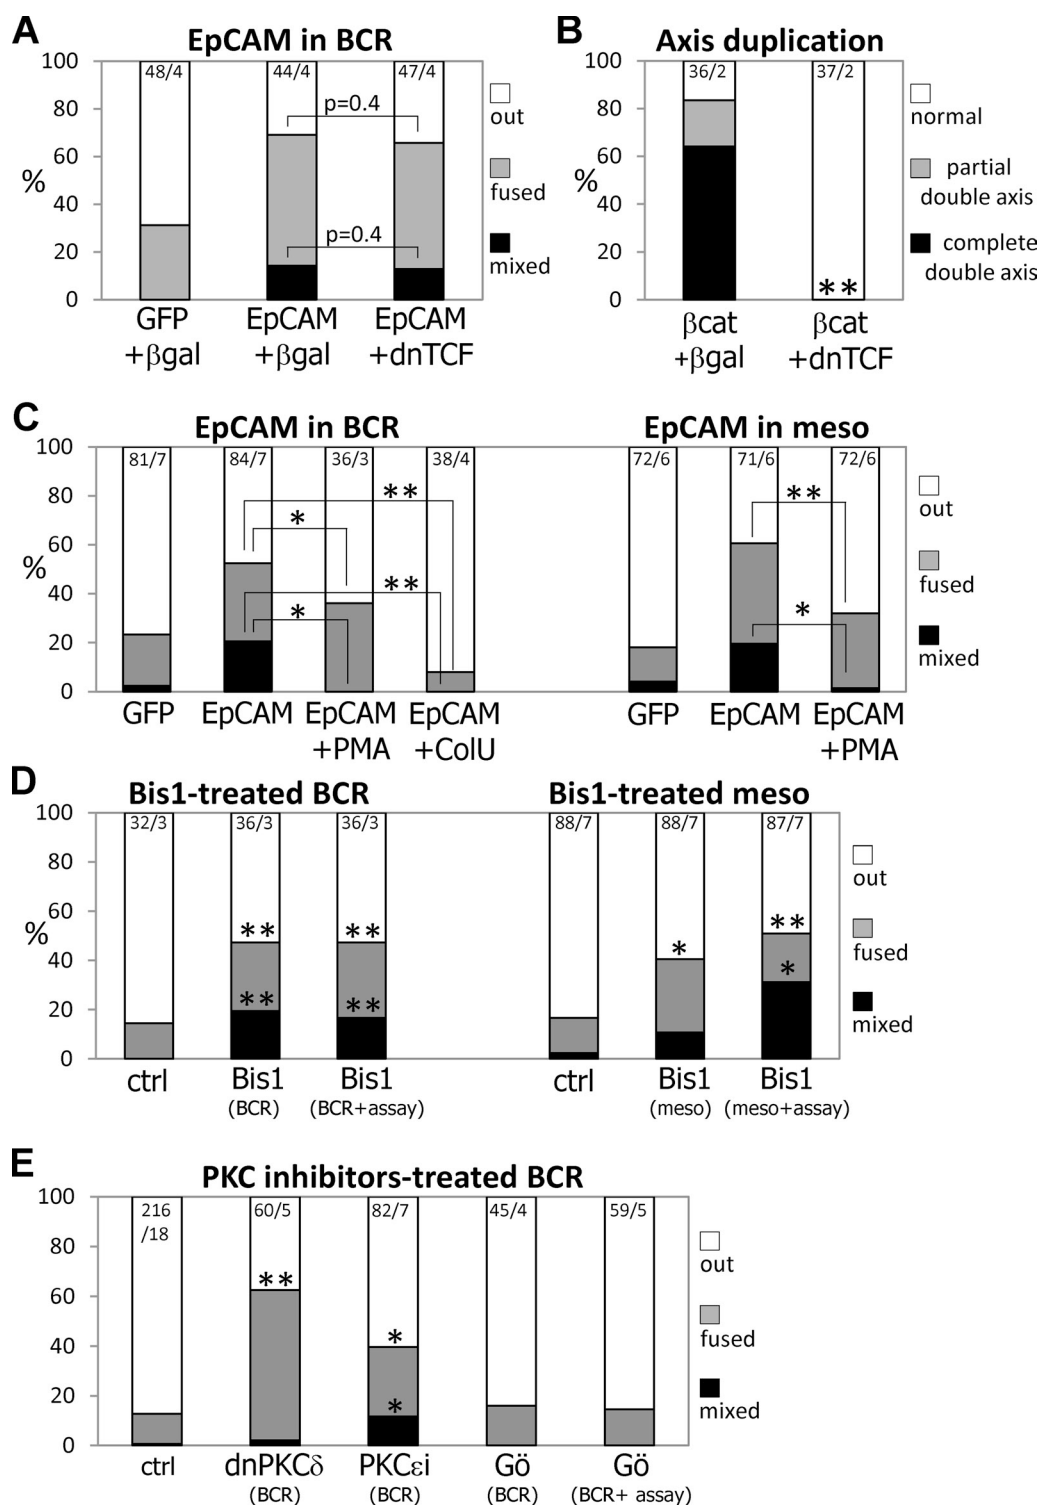 A
EpCAM in BCR
100
80
60
40
20
0
%
48/4
44/4
47/4
p=0.4
p=0.4
out
fused
mixed
GFP
+βgal
EpCAM
+βgal
EpCAM
+dnTCF
B
Axis duplication
100
80
60
40
20
0
%
36/2
37/2
**
normal
partial
double axis
complete
double axis
βcat
+βgal
βcat
+dnTCF
C
EpCAM in BCR
EpCAM in meso
100
80
60
40
20
0
%
81/7
84/7
36/3
38/4
72/6
71/6
72/6
**
*
**
*
**
*
out
fused
mixed
GFP
EpCAM
EpCAM
+PMA
EpCAM
+ColU
GFP
EpCAM
EpCAM
+PMA
D
Bis1-treated BCR
Bis1-treated meso
100
80
60
40
20
0
%
32/3
36/3
36/3
88/7
88/7
87/7
**
**
**
**
*
**
*
out
fused
mixed
ctrl
Bis1
(BCR)
Bis1
(BCR+assay)
ctrl
Bis1
(meso)
Bis1
(meso+assay)
E
PKC inhibitors-treated BCR
100
80
60
40
20
0
216
/18
60/5
82/7
45/4
59/5
**
*
*
out
fused
mixed
ctrl
dnPKCδ
(BCR)
PKCεi
(BCR)
Gö
(BCR)
Gö
(BCR+ assay)